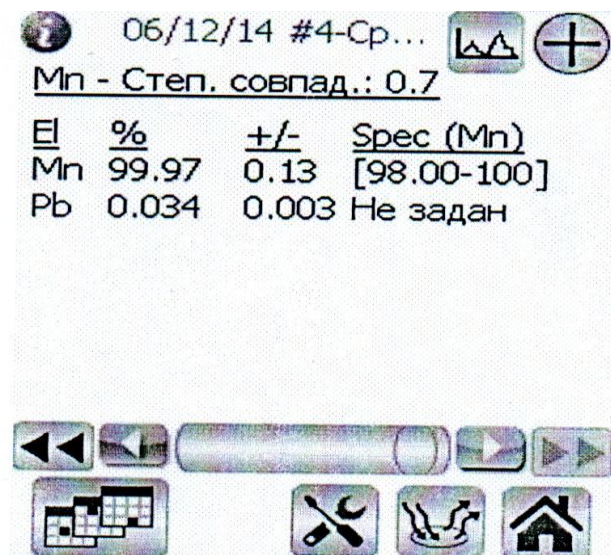 06/12/14 #4-Ср...
Mn - Степ. совпад.: 0.7
El % +/- Spec (Mn)
Mn 99.97 0.13 [98.00-100]
Pb 0.034 0.003 Не задан